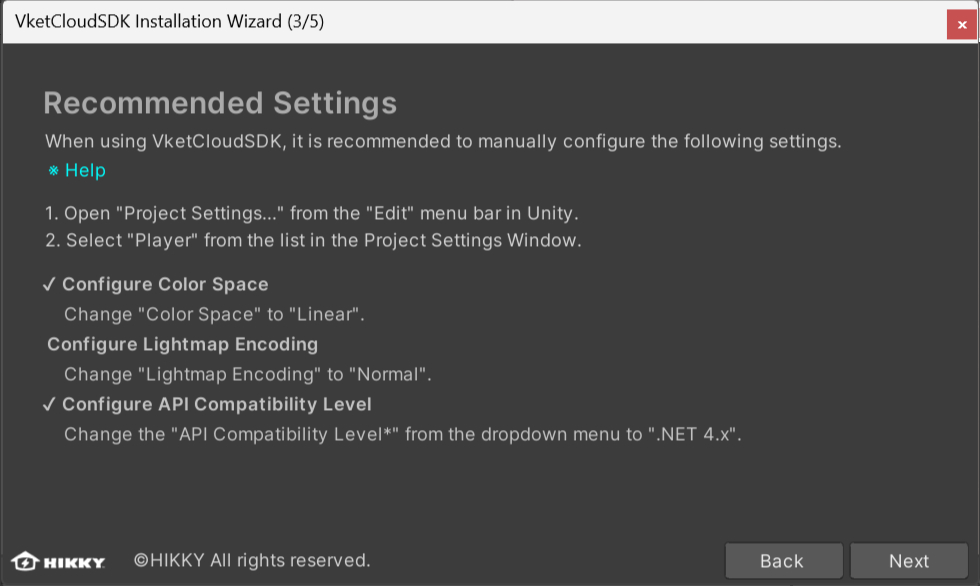 VketCloudSDK Installation Wizard (3/5)
Recommended Settings
When using VketCloudSDK, it is recommended to manually configure the following settings.
※ Help
1. Open "Project Settings..." from the "Edit" menu bar in Unity.
2. Select "Player" from the list in the Project Settings Window.
✓ Configure Color Space
Change "Color Space" to "Linear".
Configure Lightmap Encoding
Change "Lightmap Encoding" to "Normal".
✓ Configure API Compatibility Level
Change the "API Compatibility Level*" from the dropdown menu to ".NET 4.x".
HIKKY ©HIKKY All rights reserved. Back Next